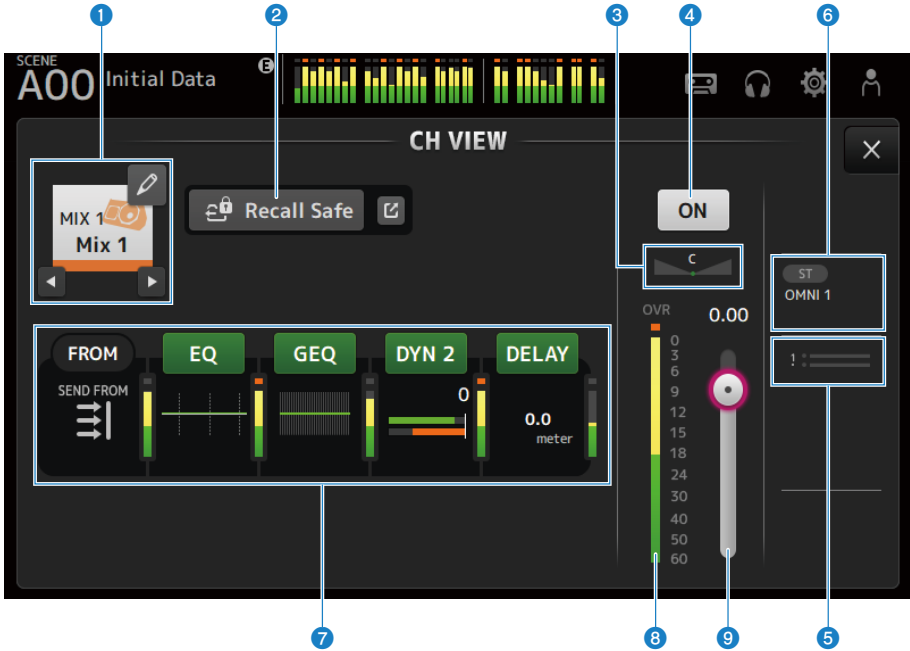 1 2 3 4 6
SCENE
A00 Initial Data E
CH VIEW
MIX 1
Mix 1
Recall Safe
ON
C
ST
OMNI 1
OVR 0.00
0
3
6
9
12
15
18
24
30
40
50
60
1 :
FROM EQ GEQ DYN 2 DELAY
SEND FROM
0
0.0
meter
7 8 9 5